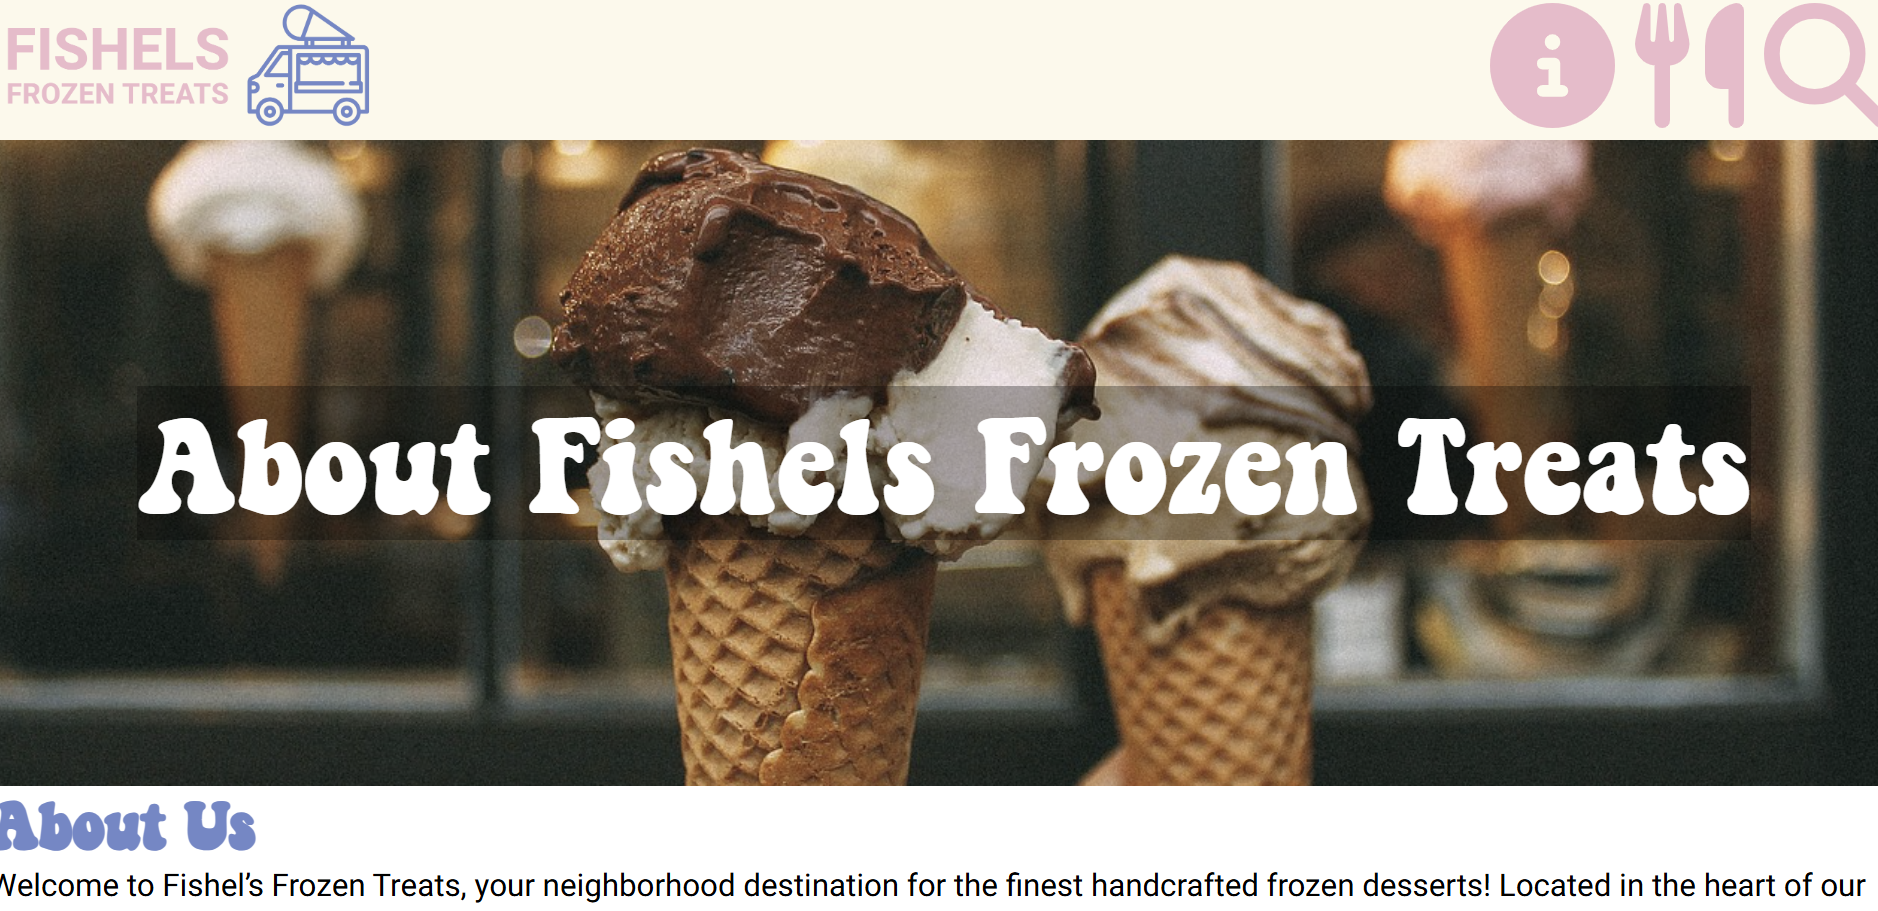 FISHELS
FROZEN TREATS
About Fishels Frozen Treats
About Us
Welcome to Fishel’s Frozen Treats, your neighborhood destination for the finest handcrafted frozen desserts! Located in the heart of our